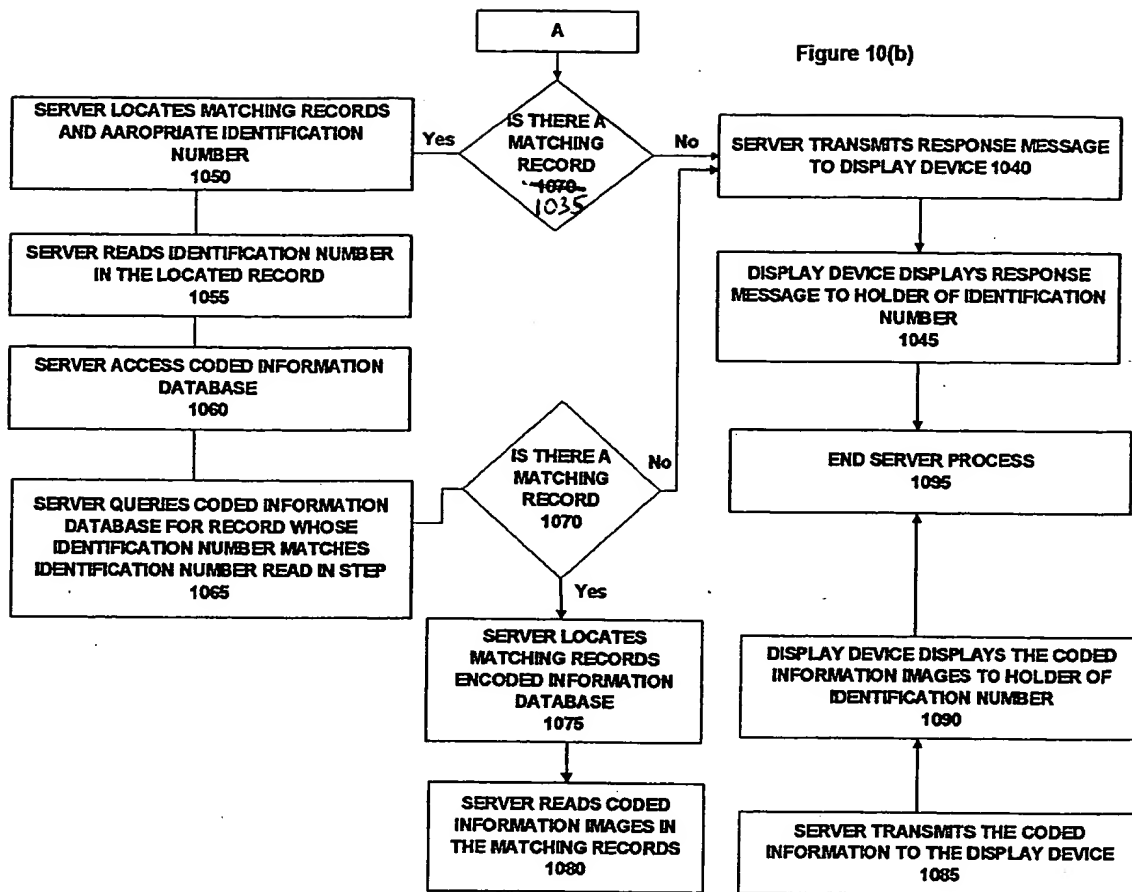 A
Figure 10(b)
SERVER LOCATES MATCHING RECORDS
AND AAROPRIATE IDENTIFICATION
NUMBER
1050
Yes
IS THERE A
MATCHING
RECORD
1070
1035
No
SERVER TRANSMITS RESPONSE MESSAGE
TO DISPLAY DEVICE 1040
SERVER READS IDENTIFICATION NUMBER
IN THE LOCATED RECORD
1055
DISPLAY DEVICE DISPLAYS RESPONSE
MESSAGE TO HOLDER OF IDENTIFICATION
NUMBER
1045
SERVER ACCESS CODED INFORMATION
DATABASE
1060
IS THERE A
MATCHING
RECORD
1070
No
END SERVER PROCESS
1095
SERVER QUERIES CODED INFORMATION
DATABASE FOR RECORD WHOSE
IDENTIFICATION NUMBER MATCHES
IDENTIFICATION NUMBER READ IN STEP
1065
Yes
SERVER LOCATES
MATCHING RECORDS
ENCODED INFORMATION
DATABASE
1075
DISPLAY DEVICE DISPLAYS THE CODED
INFORMATION IMAGES TO HOLDER OF
IDENTIFICATION NUMBER
1090
SERVER READS CODED
INFORMATION IMAGES IN
THE MATCHING RECORDS
1080
SERVER TRANSMITS THE CODED
INFORMATION TO THE DISPLAY DEVICE
1085